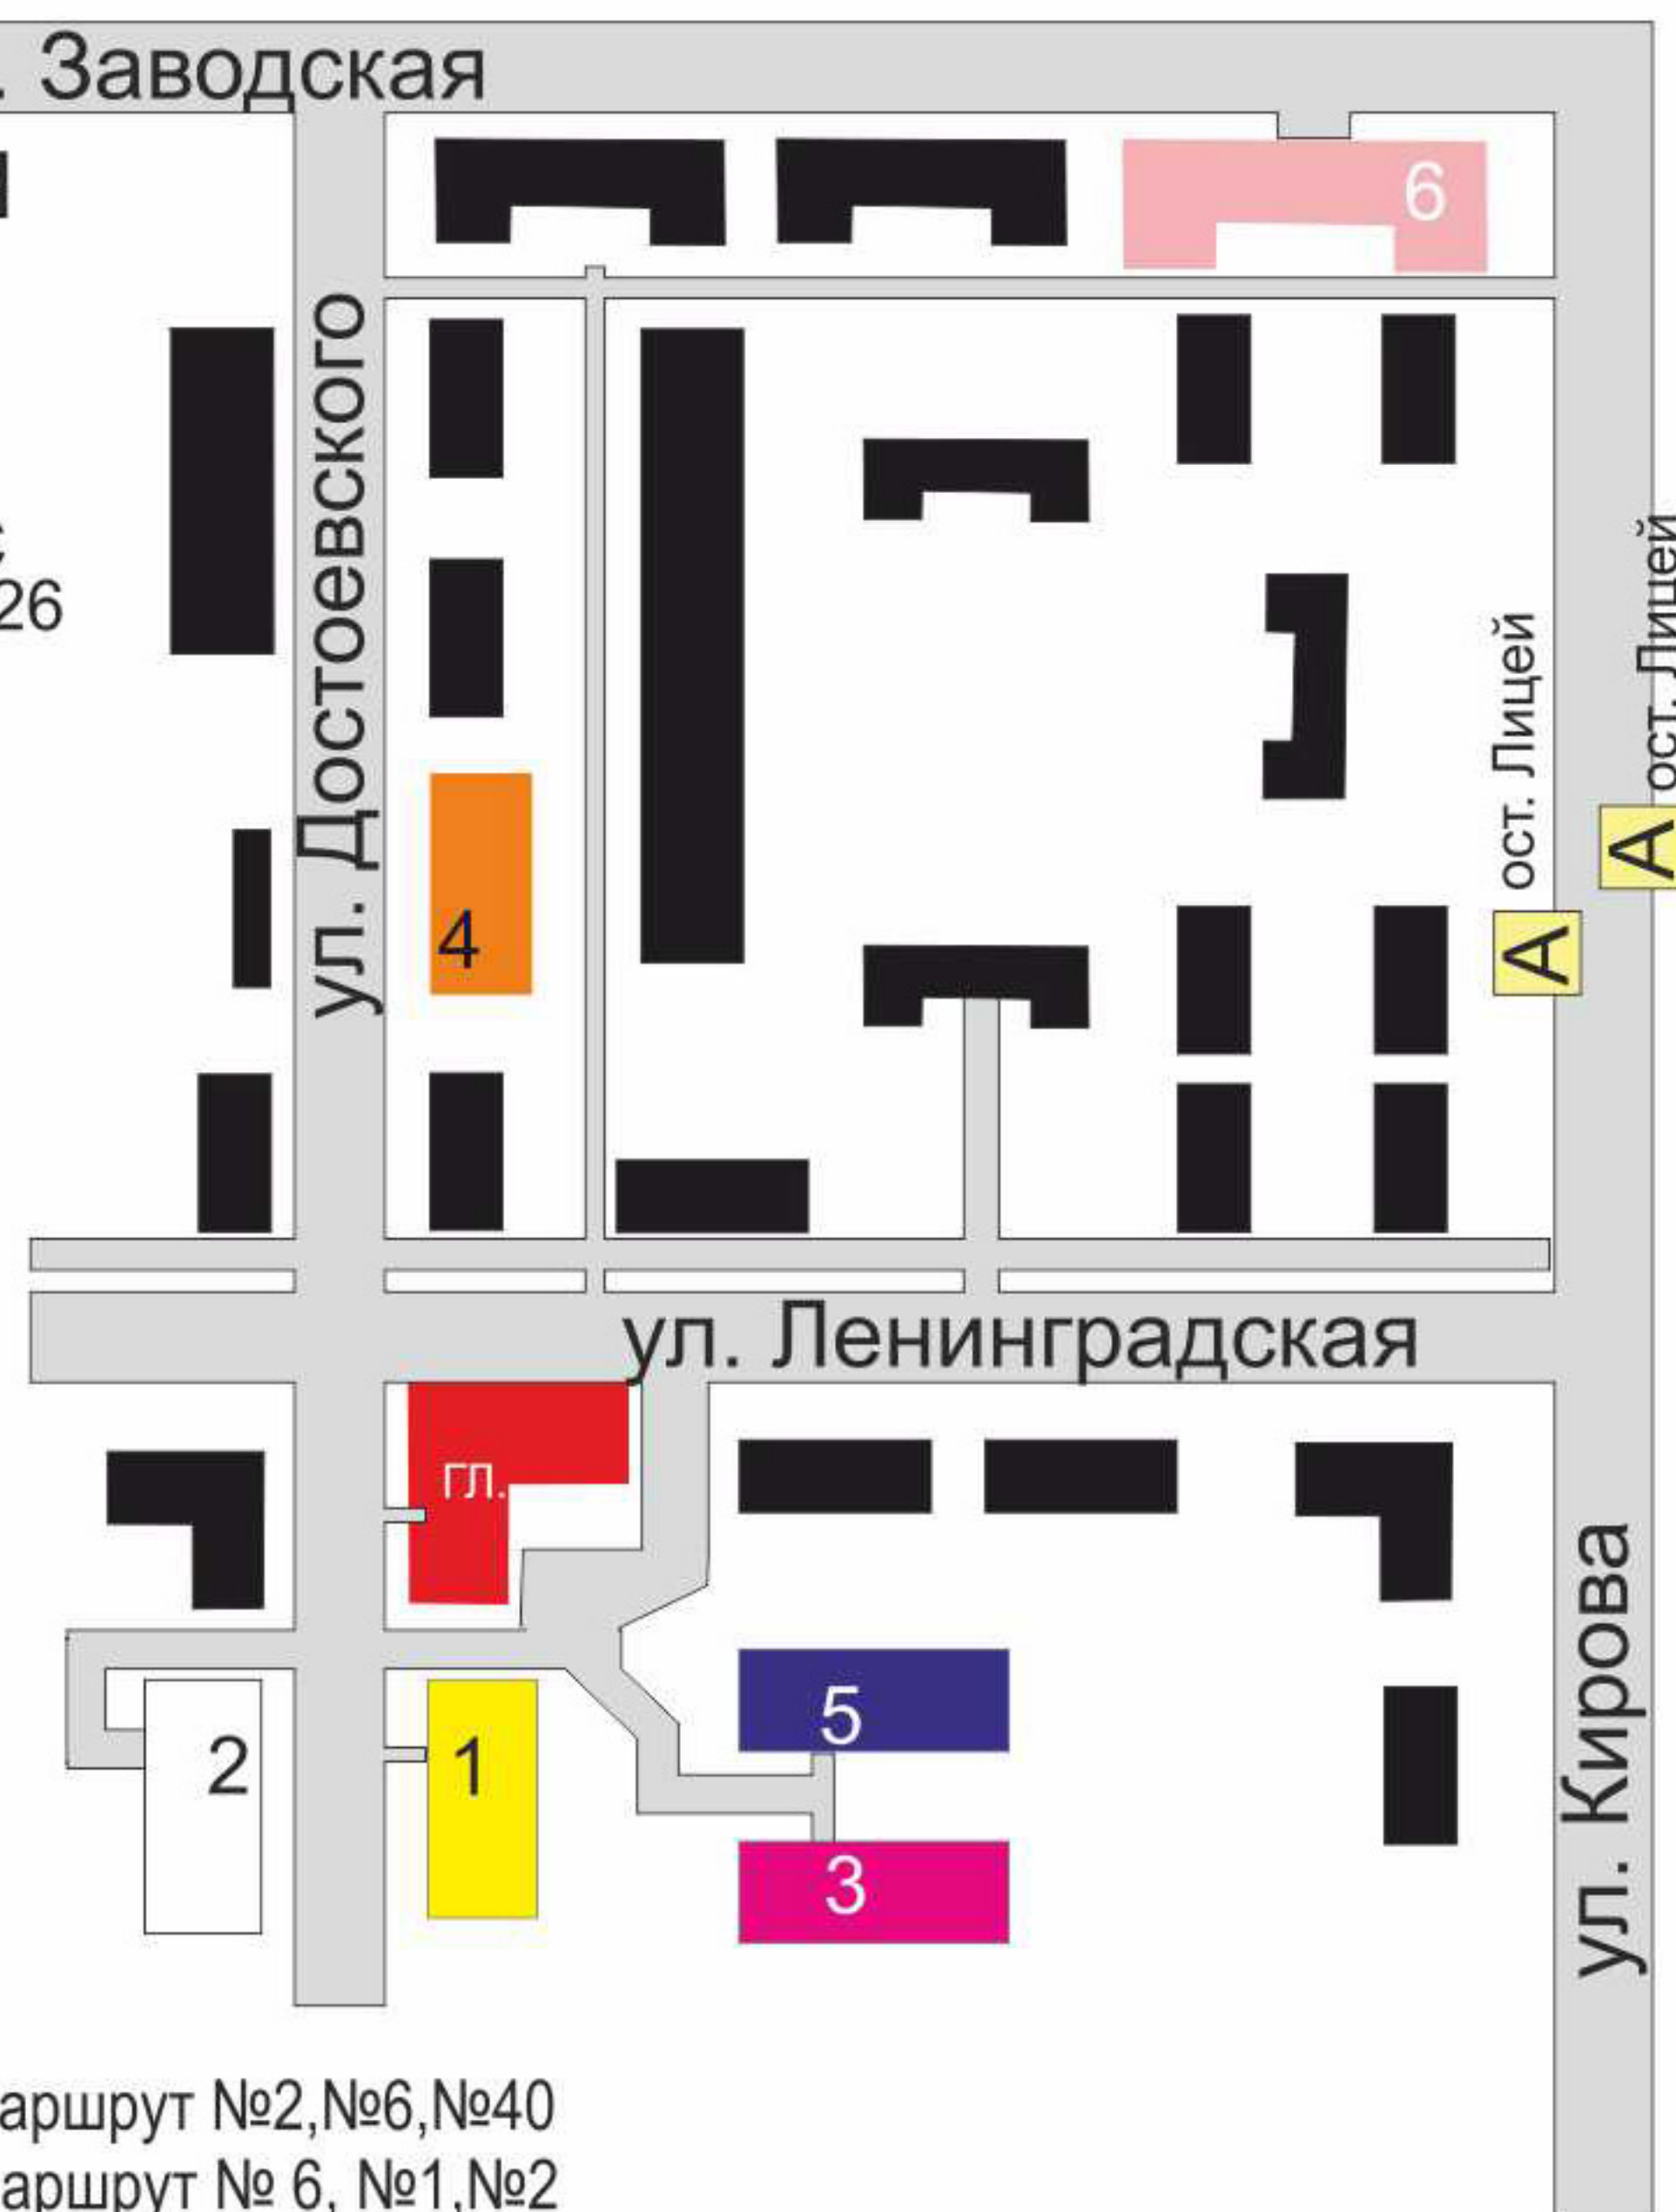 . Заводская
6
ул. Достоевского
26
ост. Лицей
ост. Лицей
А
А
4
ул. Ленинградская
гл.
5
2
1
3
ул. Кирова
аршрут №2,№6,№40
аршрут № 6, №1,№2